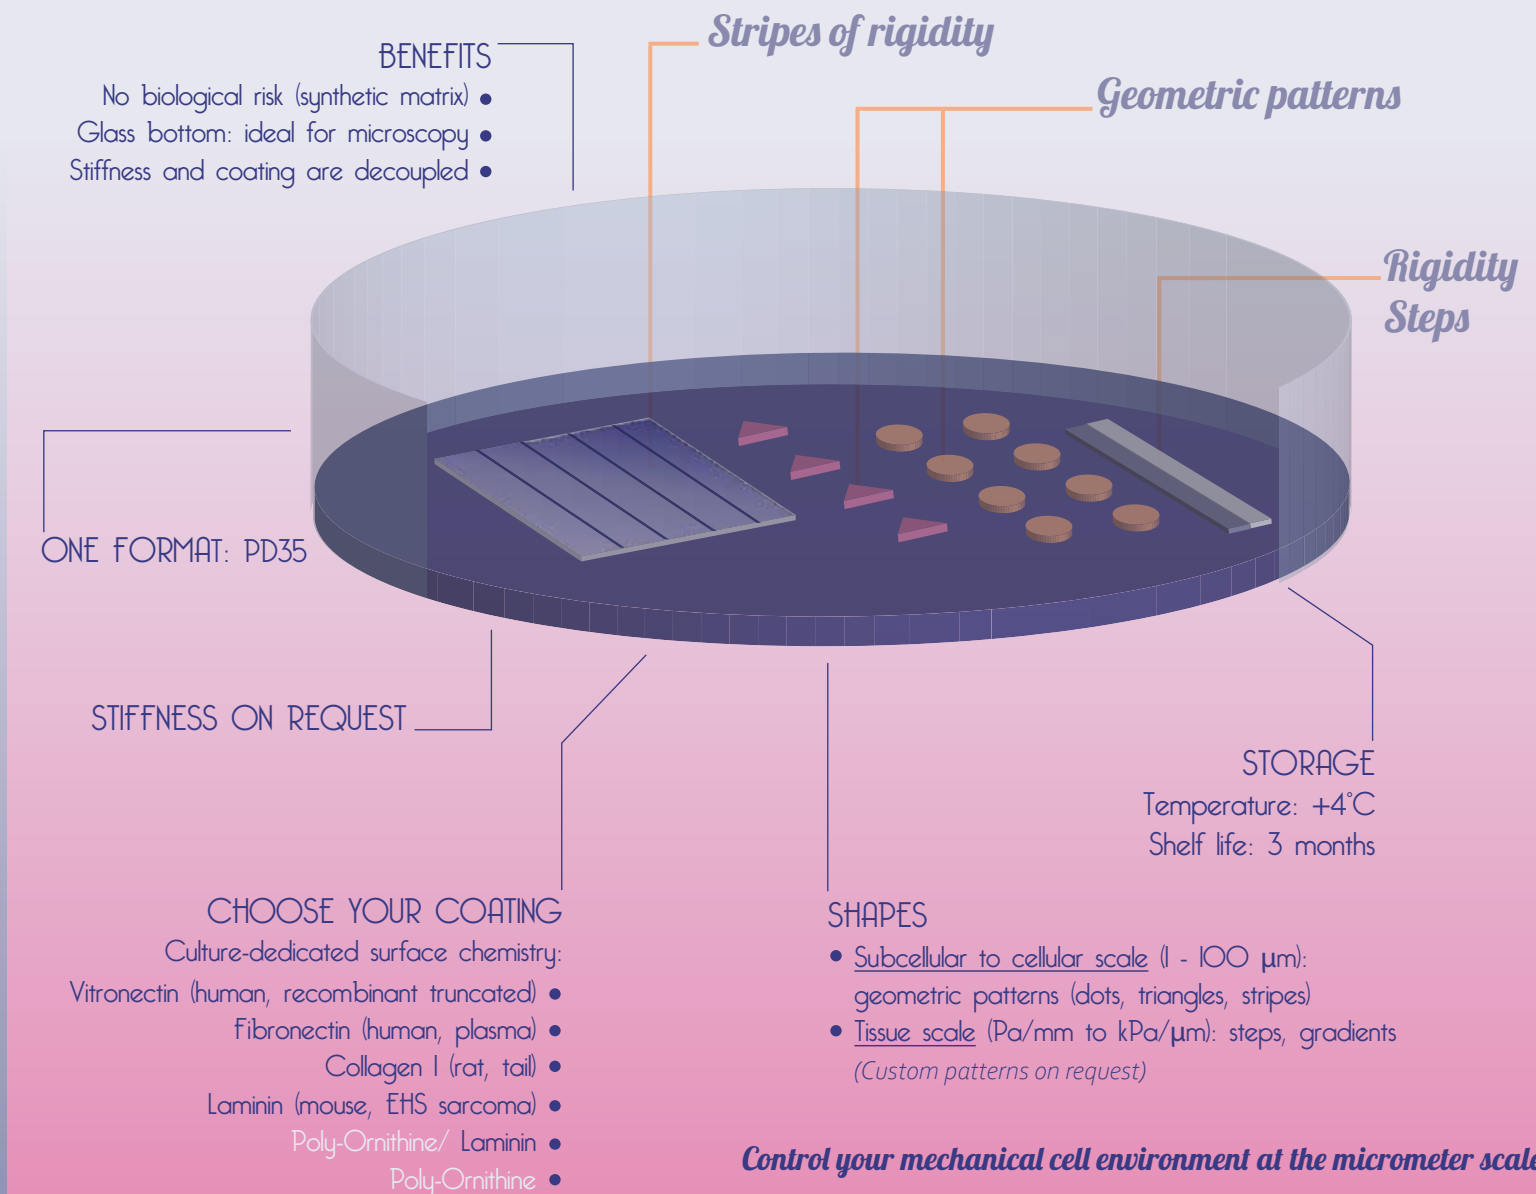 Stripes of rigidity
BENEFITS
No biological risk (synthetic matrix) •
Glass bottom: ideal for microscopy •
Stiffness and coating are decoupled •
Geometric patterns
Rigidity
Steps
ONE FORMAT: PD35
STIFFNESS ON REQUEST
STORAGE
Temperature: +4°C
Shelf life: 3 months
CHOOSE YOUR COATING
Culture-dedicated surface chemistry:
Vitronectin (human, recombinant truncated) •
Fibronectin (human, plasma) •
Collagen I (rat, tail) •
Laminin (mouse, EHS sarcoma) •
Poly-Ornithine/ Laminin •
Poly-Ornithine •
SHAPES
• Subcellular to cellular scale (1 - 100 µm):
geometric patterns (dots, triangles, stripes)
• Tissue scale (Pa/mm to kPa/µm): steps, gradients
(Custom patterns on request)
Control your mechanical cell environment at the micrometer scale